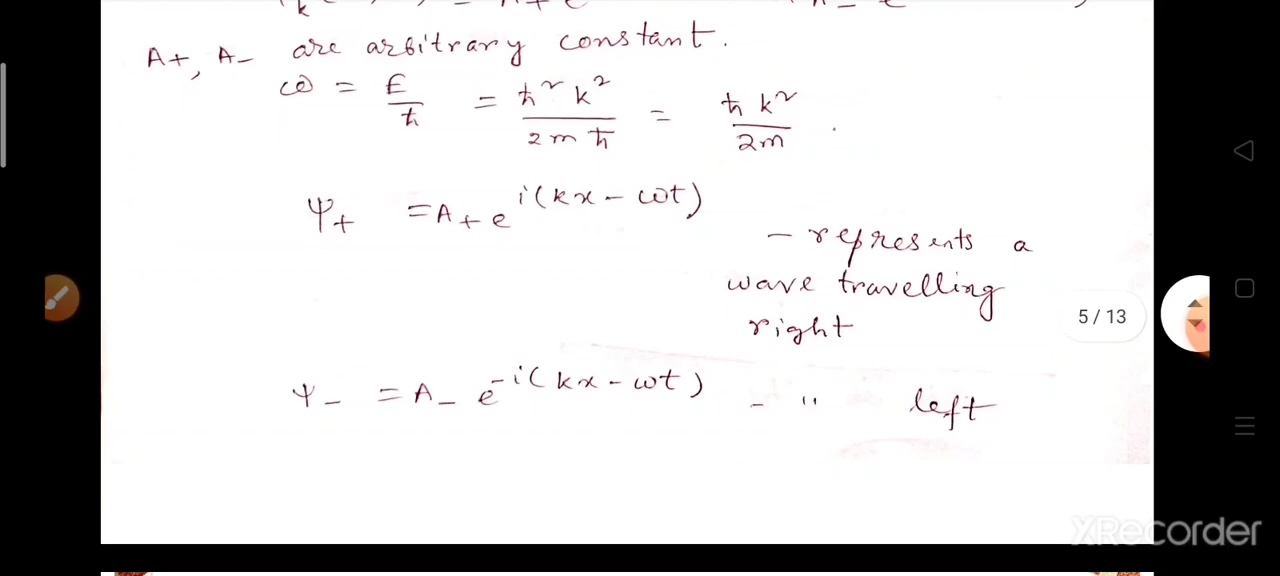 A+, A- are arbitrary constant.
ω = E/ħ = ħ²k²/2mħ = ħk²/2m .
Ψ+ = A+ e^i(kx - ωt)
- represents a
wave travelling
right
5 / 13
Ψ- = A- e^-i(kx - ωt) - " left
XRecorder